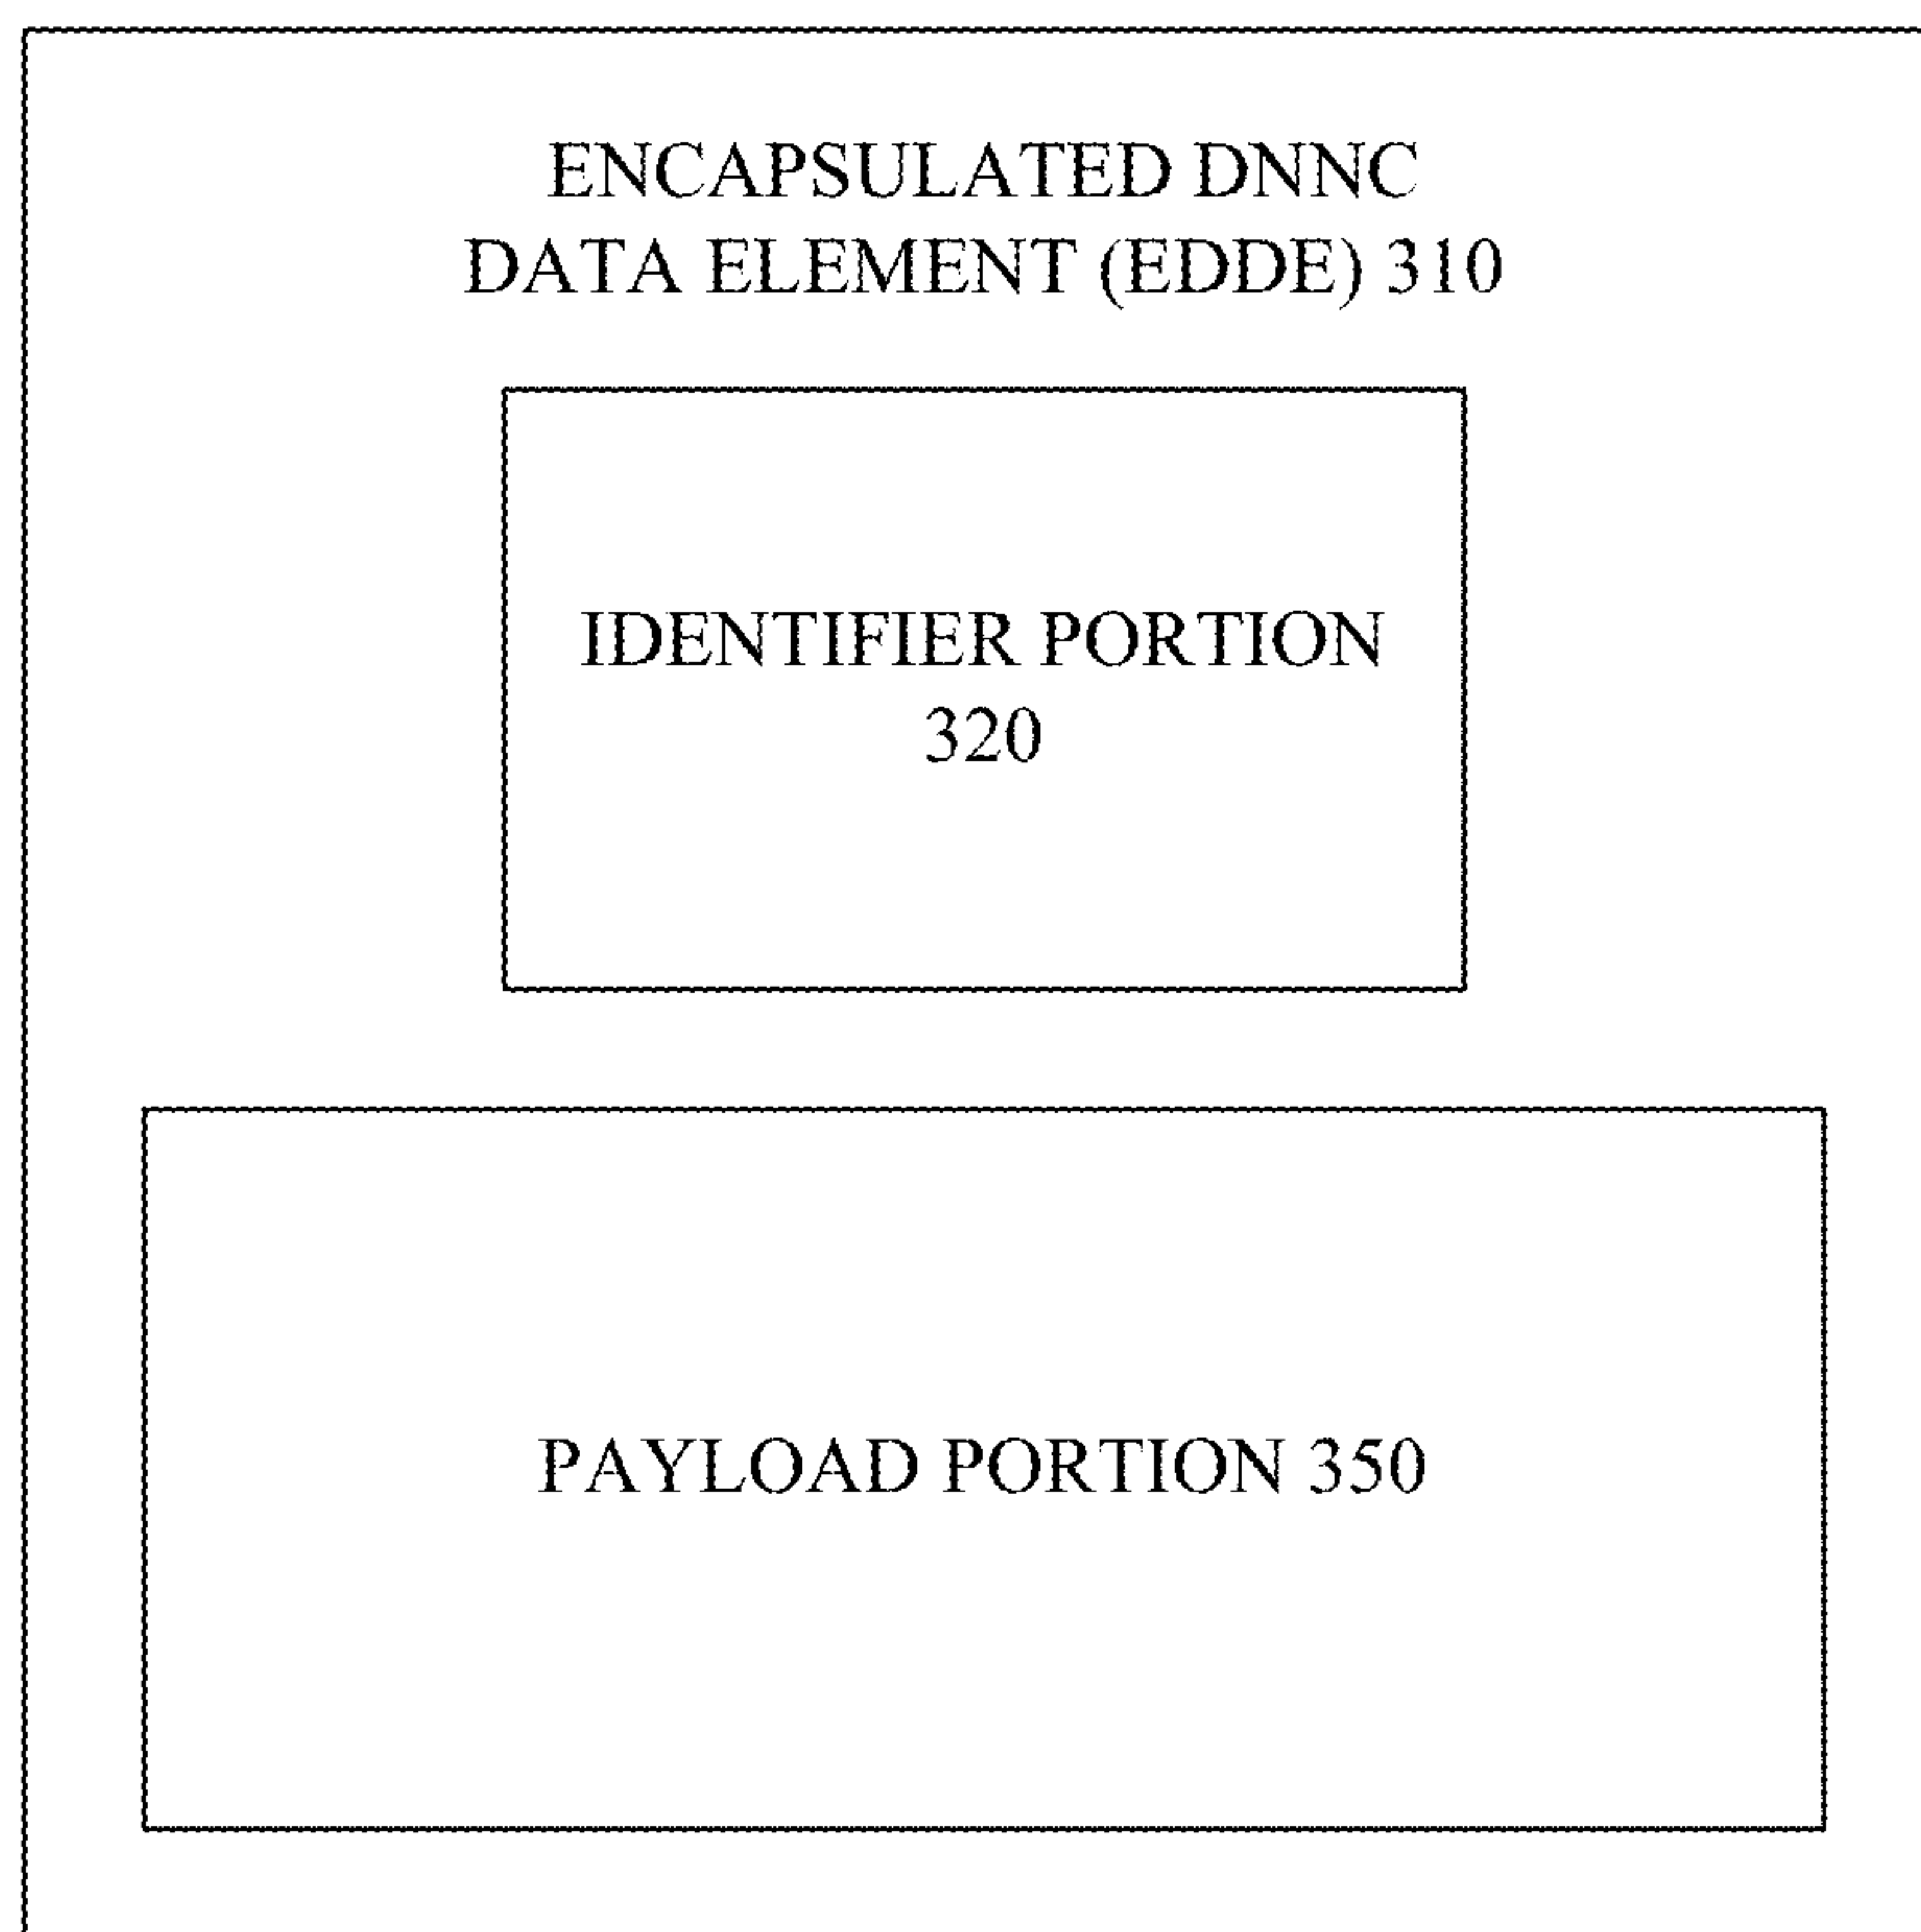 ENCAPSULATED DNNC
DATA ELEMENT (EDDE) 310
IDENTIFIER PORTION
320
PAYLOAD PORTION 350